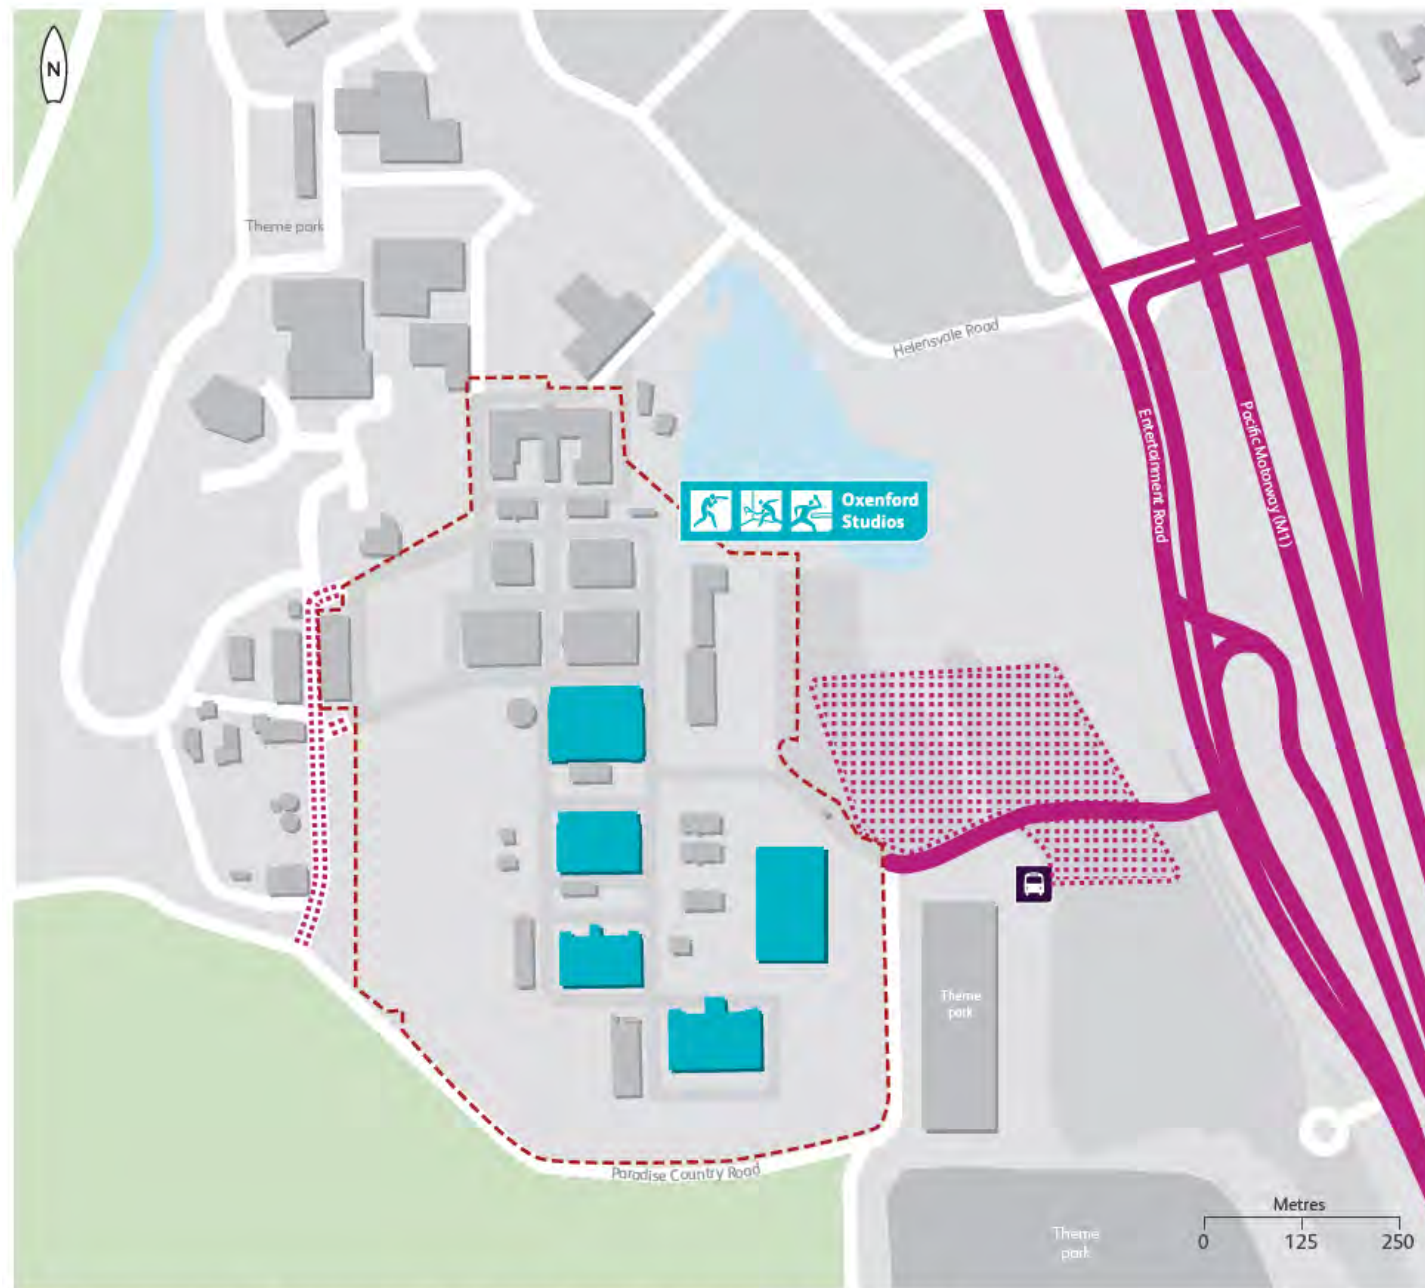 N
Theme park
Helensvale Road
Entertainment Road
Pacific Motorway (M1)
Oxenford
Studios
Theme
park
Paradise Country Road
Metres
0 125 250
Theme
park